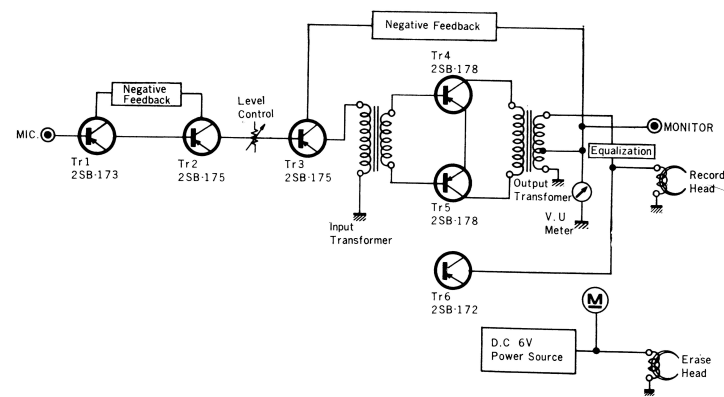 Negative Feedback
Tr4
2SB·178
Negative
Feedback
Level
Control
MIC.
MONITOR
Equalization
Tr1
2SB·173
Tr2
2SB·175
Tr3
2SB·175
Record
Head
Tr5
2SB·178
Output
Transfomer
V.U
Meter
Input
Transformer
Tr6
2SB·172
M
D.C 6V
Power Source
Erase
Head